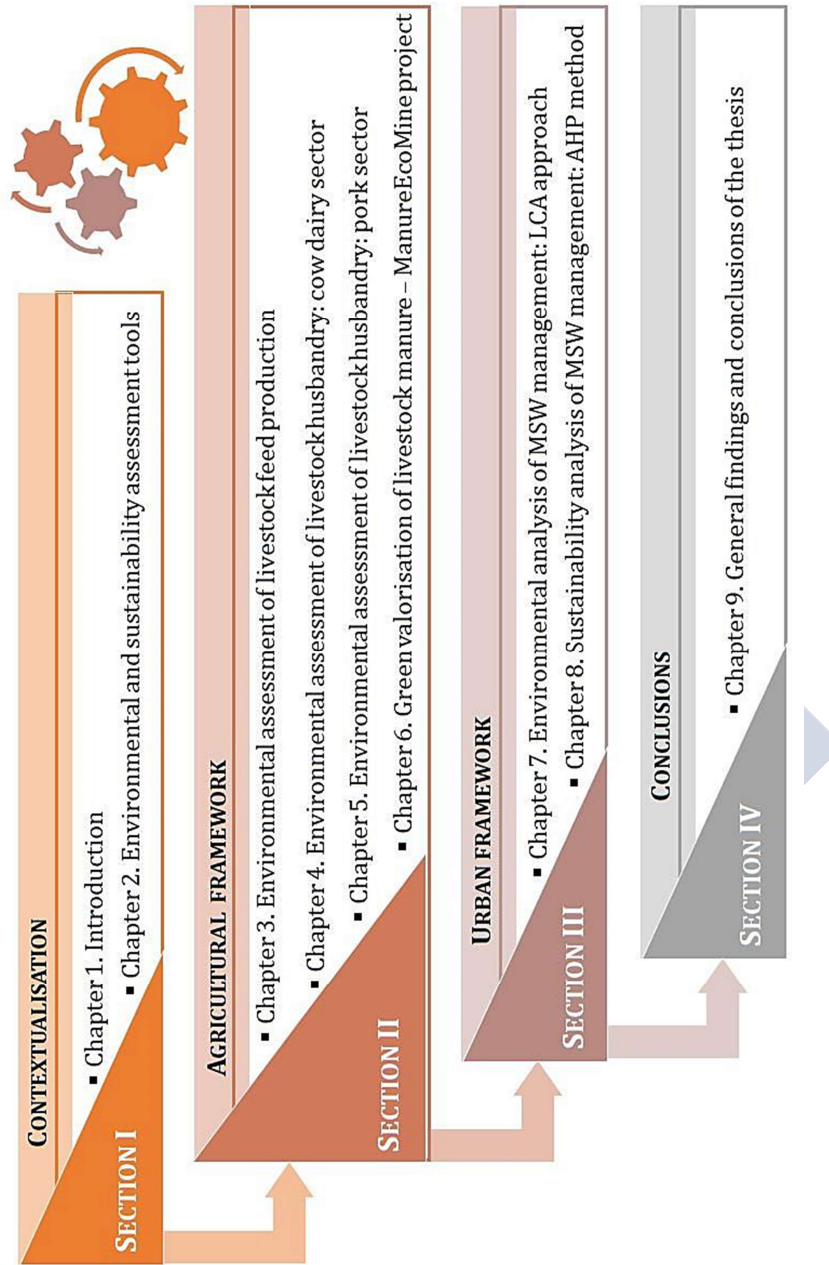 CONTEXTUALISATION
▪ Chapter 1. Introduction
▪ Chapter 2. Environmental and sustainability assessment tools
SECTION I
AGRICULTURAL FRAMEWORK
▪ Chapter 3. Environmental assessment of livestock feed production
▪ Chapter 4. Environmental assessment of livestock husbandry: cow dairy sector
▪ Chapter 5. Environmental assessment of livestock husbandry: pork sector
▪ Chapter 6. Green valorisation of livestock manure – ManureEcoMine project
SECTION II
URBAN FRAMEWORK
▪ Chapter 7. Environmental analysis of MSW management: LCA approach
▪ Chapter 8. Sustainability analysis of MSW management: AHP method
SECTION III
CONCLUSIONS
▪ Chapter 9. General findings and conclusions of the thesis
SECTION IV